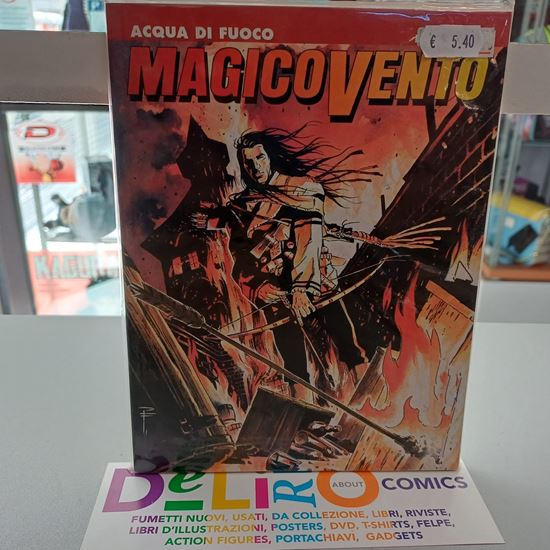 ACQUA DI FUOCO
€ 5.40
MAGICO VENTO
DeLiRO ABOUT COMICS
FUMETTI NUOVI, USATI, DA COLLEZIONE, LIBRI, RIVISTE,
LIBRI D'ILLUSTRAZIONI, POSTERS, DVD, T-SHIRTS, FELPE,
ACTION FIGURES, PORTACHIAVI, GADGETS